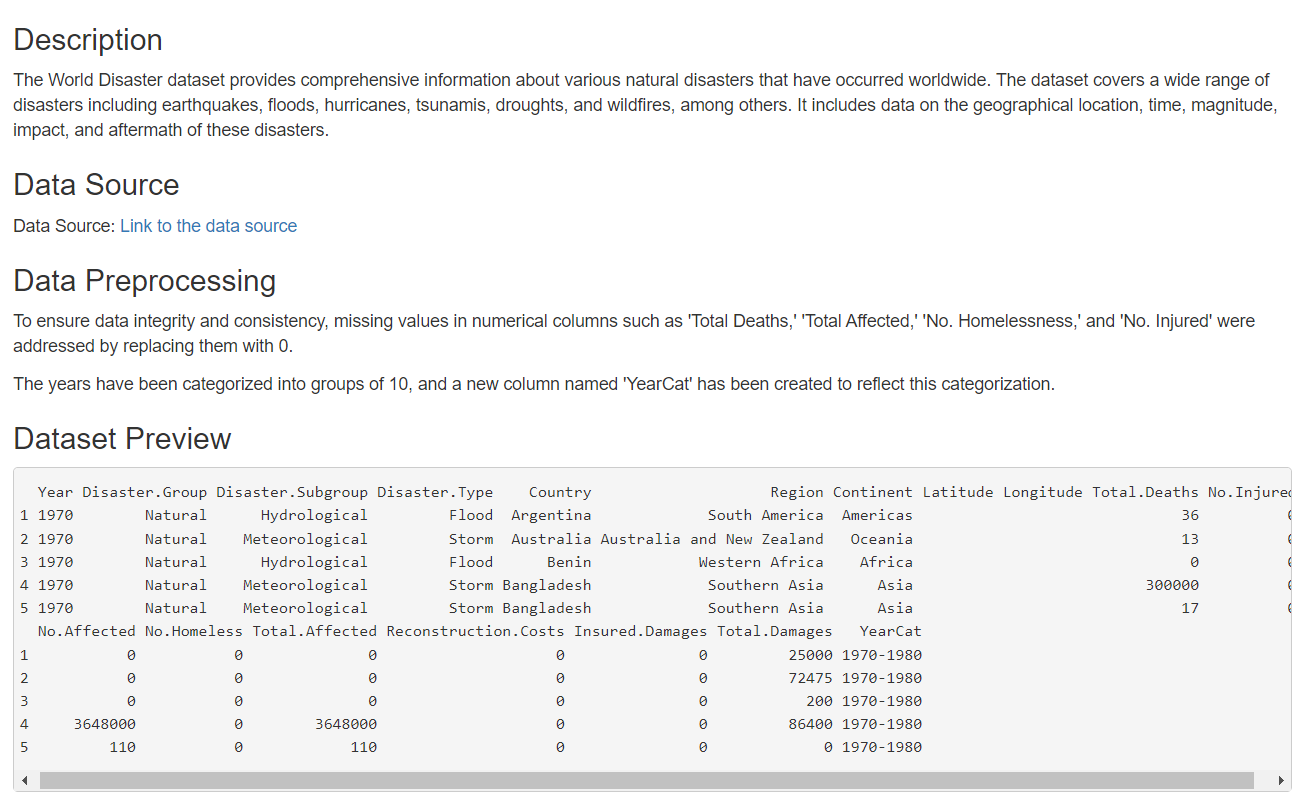 Description
The World Disaster dataset provides comprehensive information about various natural disasters that have occurred worldwide. The dataset covers a wide range of
disasters including earthquakes, floods, hurricanes, tsunamis, droughts, and wildfires, among others. It includes data on the geographical location, time, magnitude,
impact, and aftermath of these disasters.
Data Source
Data Source: Link to the data source
Data Preprocessing
To ensure data integrity and consistency, missing values in numerical columns such as 'Total Deaths,' 'Total Affected,' 'No. Homelessness,' and 'No. Injured' were
addressed by replacing them with 0.
The years have been categorized into groups of 10, and a new column named 'YearCat' has been created to reflect this categorization.
Dataset Preview
Year Disaster.Group Disaster.Subgroup Disaster.Type Country Region Continent Latitude Longitude Total.Deaths No.Injured
1 1970 Natural Hydrological Flood Argentina South America Americas 36 0
2 1970 Natural Meteorological Storm Australia Australia and New Zealand Oceania 13 0
3 1970 Natural Hydrological Flood Benin Western Africa Africa 0 0
4 1970 Natural Meteorological Storm Bangladesh Southern Asia Asia 300000 0
5 1970 Natural Meteorological Storm Bangladesh Southern Asia Asia 17 0
No.Affected No.Homeless Total.Affected Reconstruction.Costs Insured.Damages Total.Damages YearCat
1 0 0 0 0 0 25000 1970-1980
2 0 0 0 0 0 72475 1970-1980
3 0 0 0 0 0 200 1970-1980
4 3648000 0 3648000 0 0 86400 1970-1980
5 110 0 110 0 0 0 1970-1980